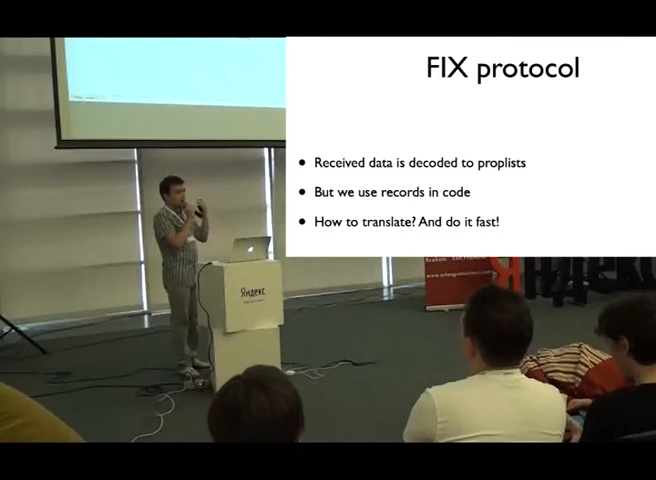 FIX protocol
Received data is decoded to proplists
But we use records in code
How to translate? And do it fast!
Яндекс